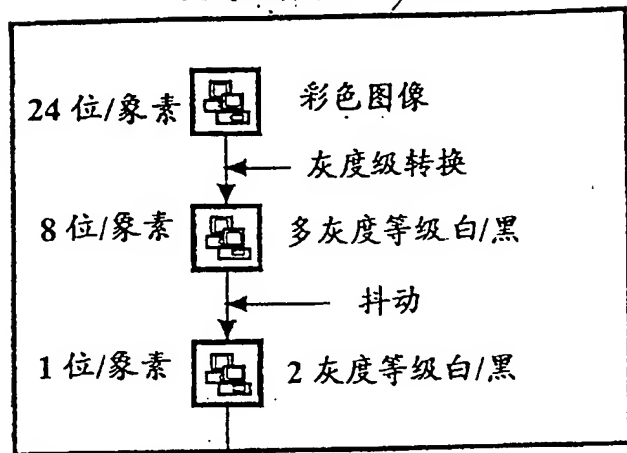 24 位/象素 彩色图像
灰度级转换
8 位/象素 多灰度等级白/黑
抖动
1 位/象素 2 灰度等级白/黑